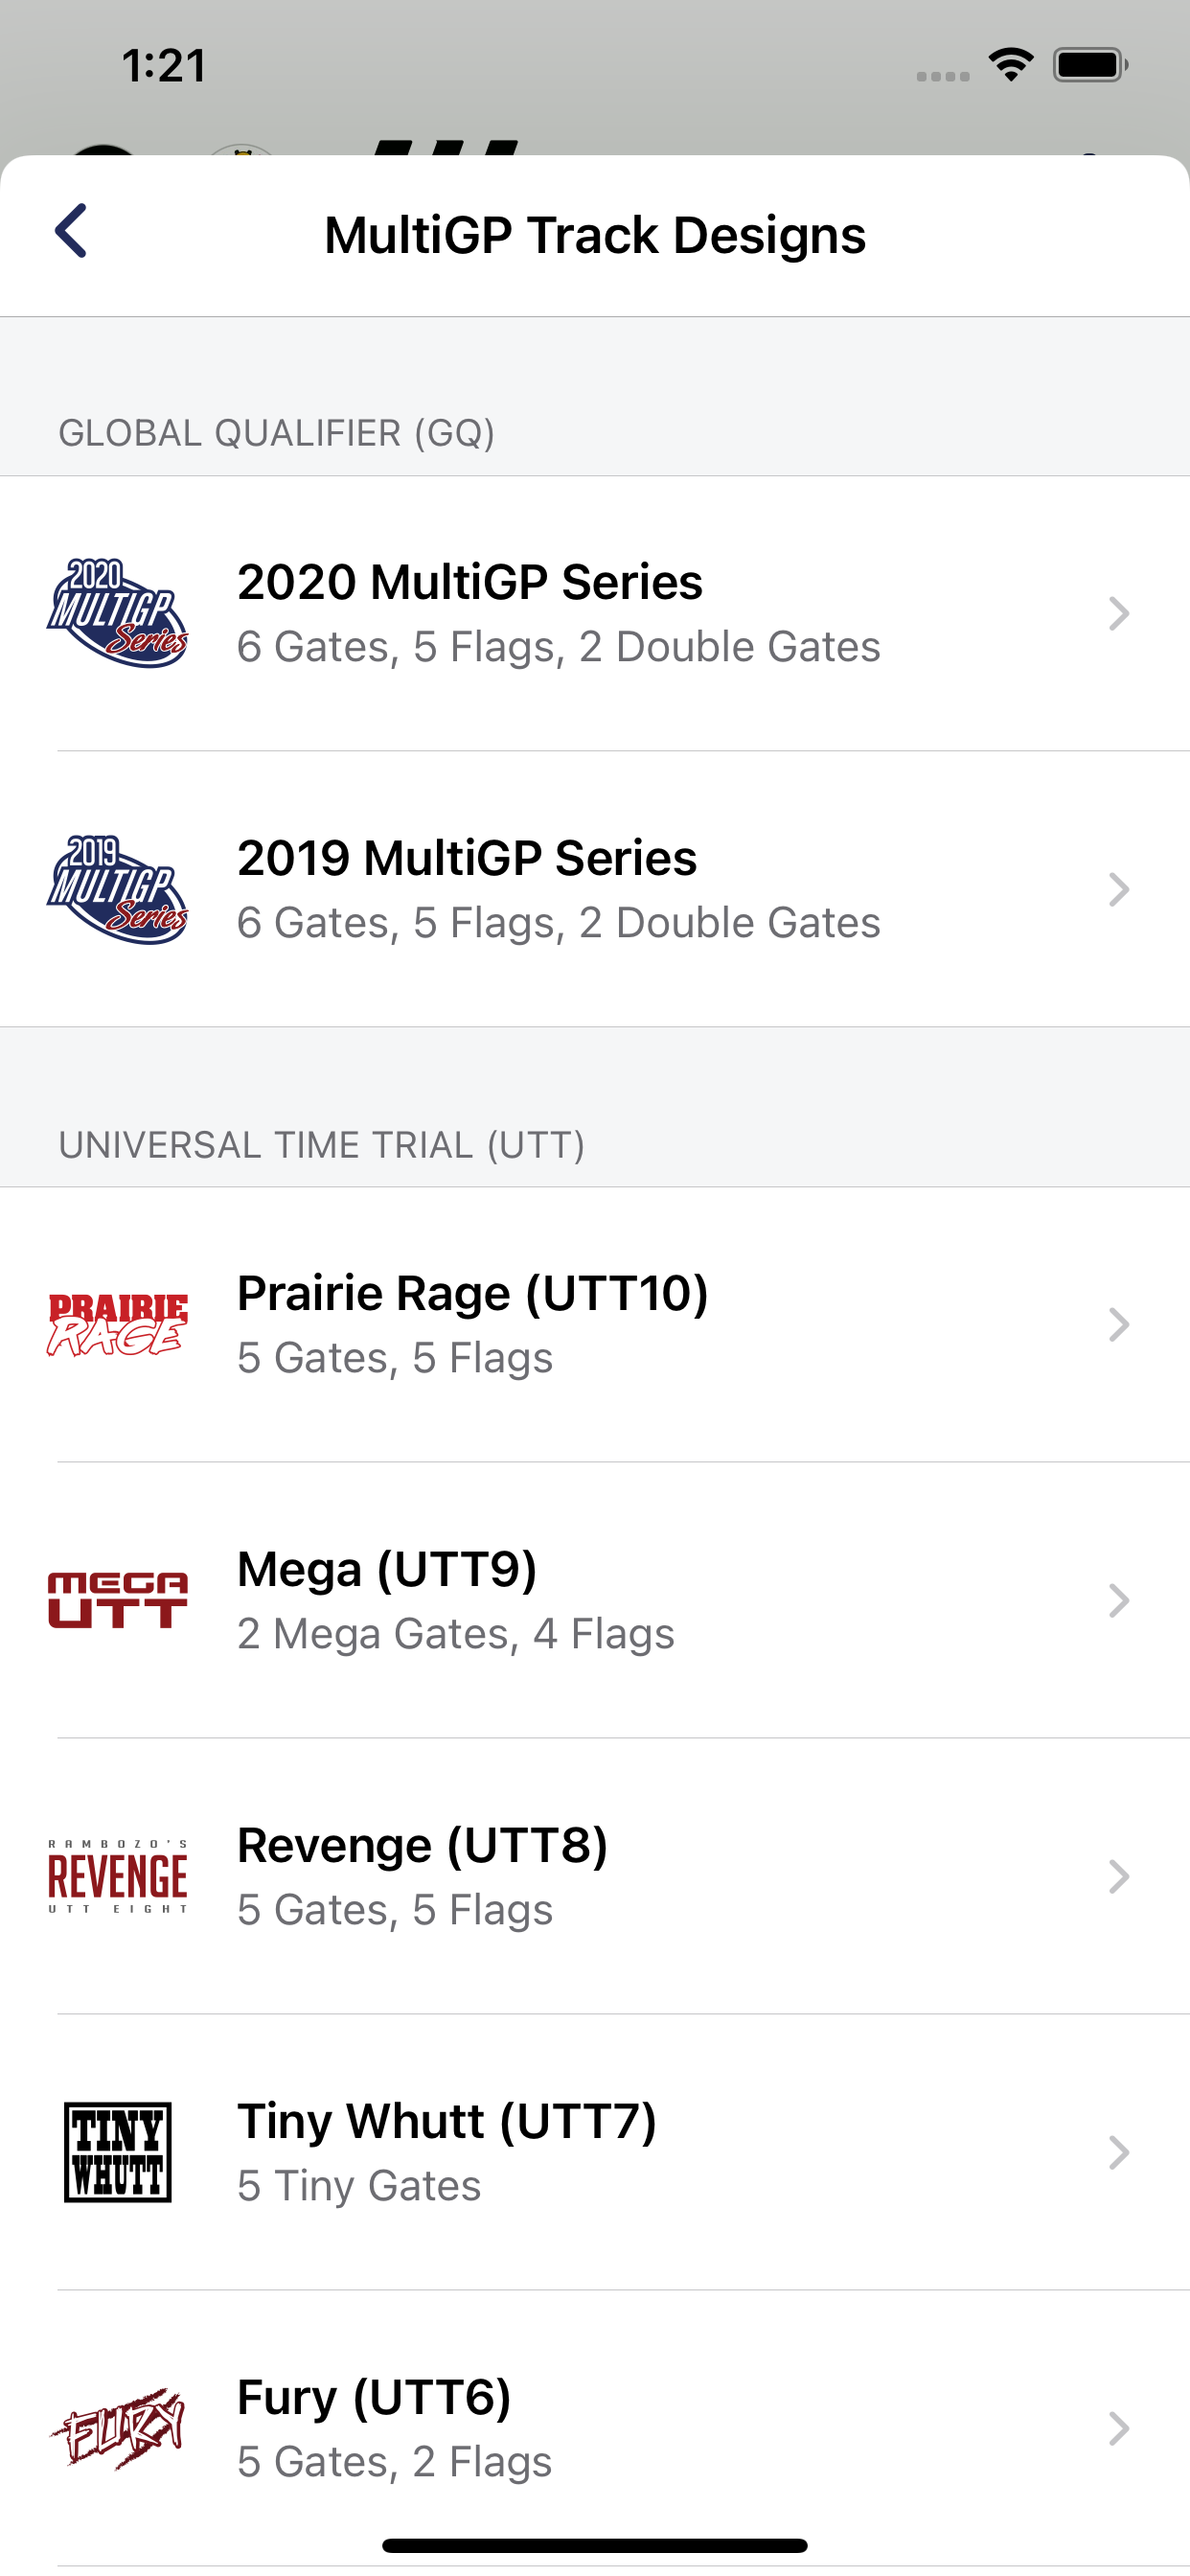 1:21
MultiGP Track Designs
GLOBAL QUALIFIER (GQ)
2020
MULTIGP
Series
2020 MultiGP Series
6 Gates, 5 Flags, 2 Double Gates
2019
MULTIGP
Series
2019 MultiGP Series
6 Gates, 5 Flags, 2 Double Gates
UNIVERSAL TIME TRIAL (UTT)
PRAIRIE
RAGE
Prairie Rage (UTT10)
5 Gates, 5 Flags
MEGA
UTT
Mega (UTT9)
2 Mega Gates, 4 Flags
RAMBOZO'S
REVENGE
UTT EIGHT
Revenge (UTT8)
5 Gates, 5 Flags
TINY
WHUTT
Tiny Whutt (UTT7)
5 Tiny Gates
FURY
Fury (UTT6)
5 Gates, 2 Flags